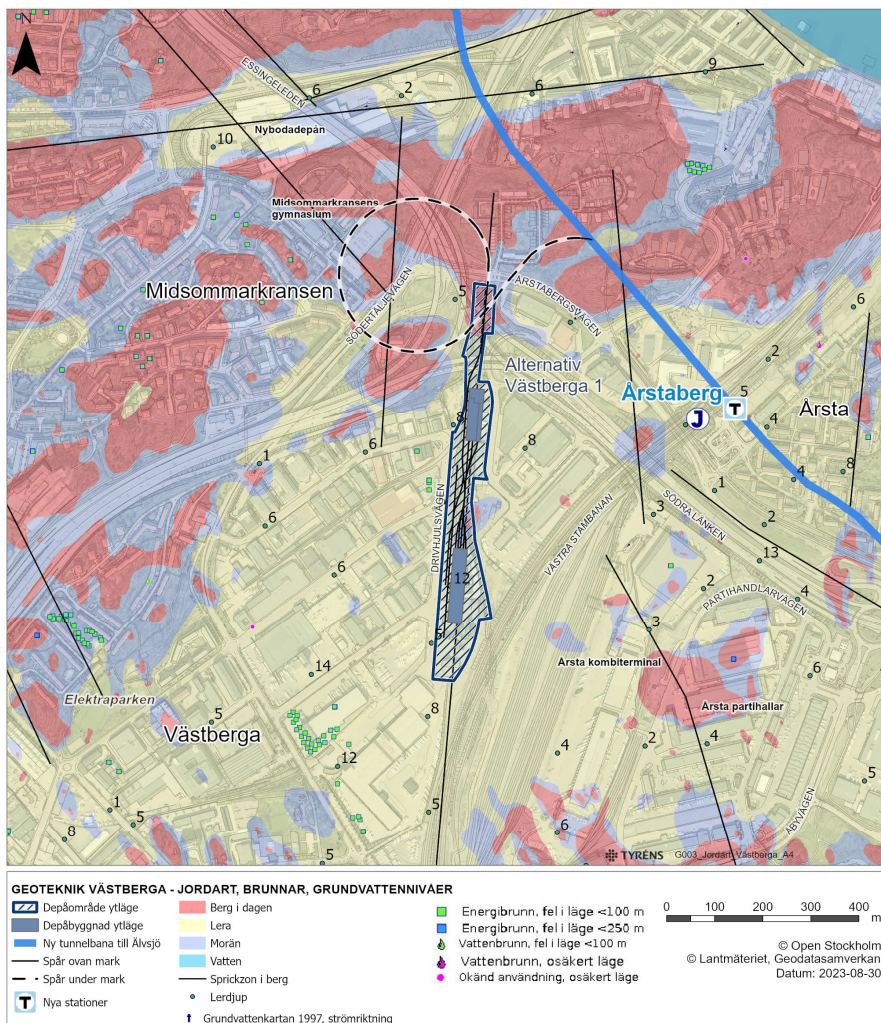 N
ESSINGELEDEN
6
2
6
9
Nybodadepån
10
Midsommarkransens
gymnasium
Midsommarkransen
SÖDERTÄLJEVÄGEN
5
ÅRSTABERGSVÄGEN
6
Alternativ
Västberga 1
2
Årstaberg
5
J
T
Årsta
4
8
8
6
1
DRIVHJULSVÄGEN
VÄSTRA STAMBANAN
SÖDRA LÄNKEN
1
4
8
6
3
2
13
6
12
2
PARTIHANDLARVÄGEN
4
3
6
14
Årsta kombiterminal
6
Elektraparken
5
Västberga
8
Årsta partihallar
4
2
4
12
5
1
5
5
ÅBYVÄGEN
8
6
5
TYRÉNS
G003_Jordart_Västberga_A4
GEOTEKNIK VÄSTBERGA - JORDART, BRUNNAR, GRUNDVATTENNIVÅER
Depåområde ytläge
Depåbyggnad ytläge
Ny tunnelbana till Älvsjö
Spår ovan mark
Spår under mark
T Nya stationer
Berg i dagen
Lera
Morän
Vatten
Sprickzon i berg
Lerdjup
Grundvattenkartan 1997, strömriktning
Energibrunn, fel i läge <100 m
Energibrunn, fel i läge <250 m
Vattenbrunn, fel i läge <100 m
Vattenbrunn, osäkert läge
Okänd användning, osäkert läge
0 100 200 300 400
m
© Open Stockholm
© Lantmäteriet, Geodatasamverkan
Datum: 2023-08-30